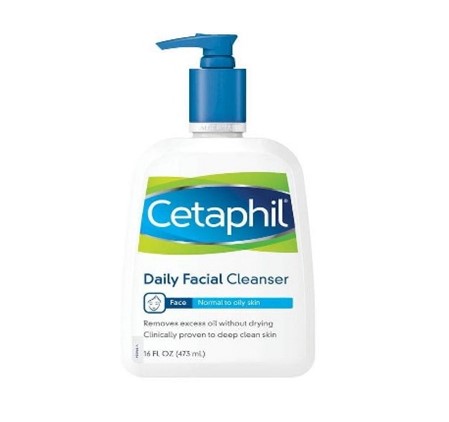 Cetaphil®
Daily Facial Cleanser
Face Normal to oily skin
Removes excess oil without drying
Clinically proven to deep clean skin
16 FL OZ (473 mL)